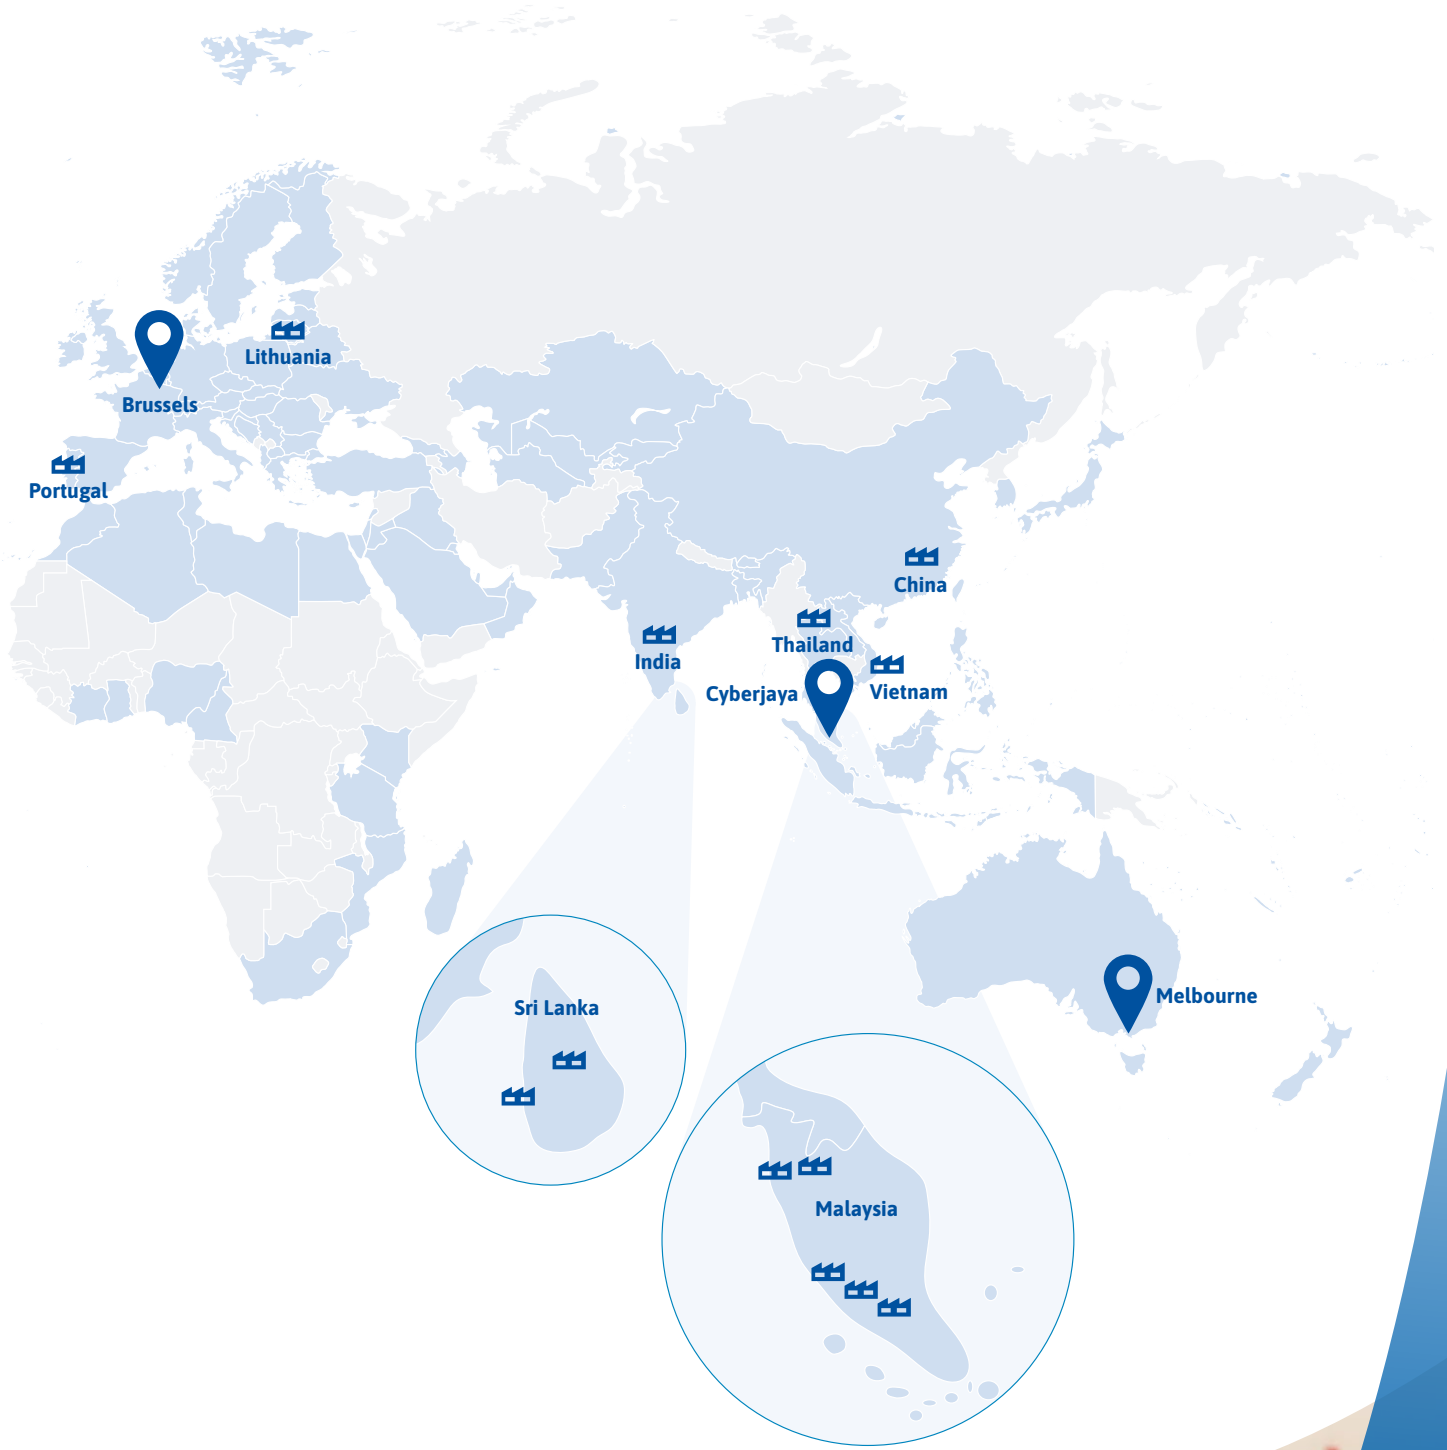 Lithuania
Brussels
Portugal
China
Thailand
India
Cyberjaya
Vietnam
Melbourne
Sri Lanka
Malaysia